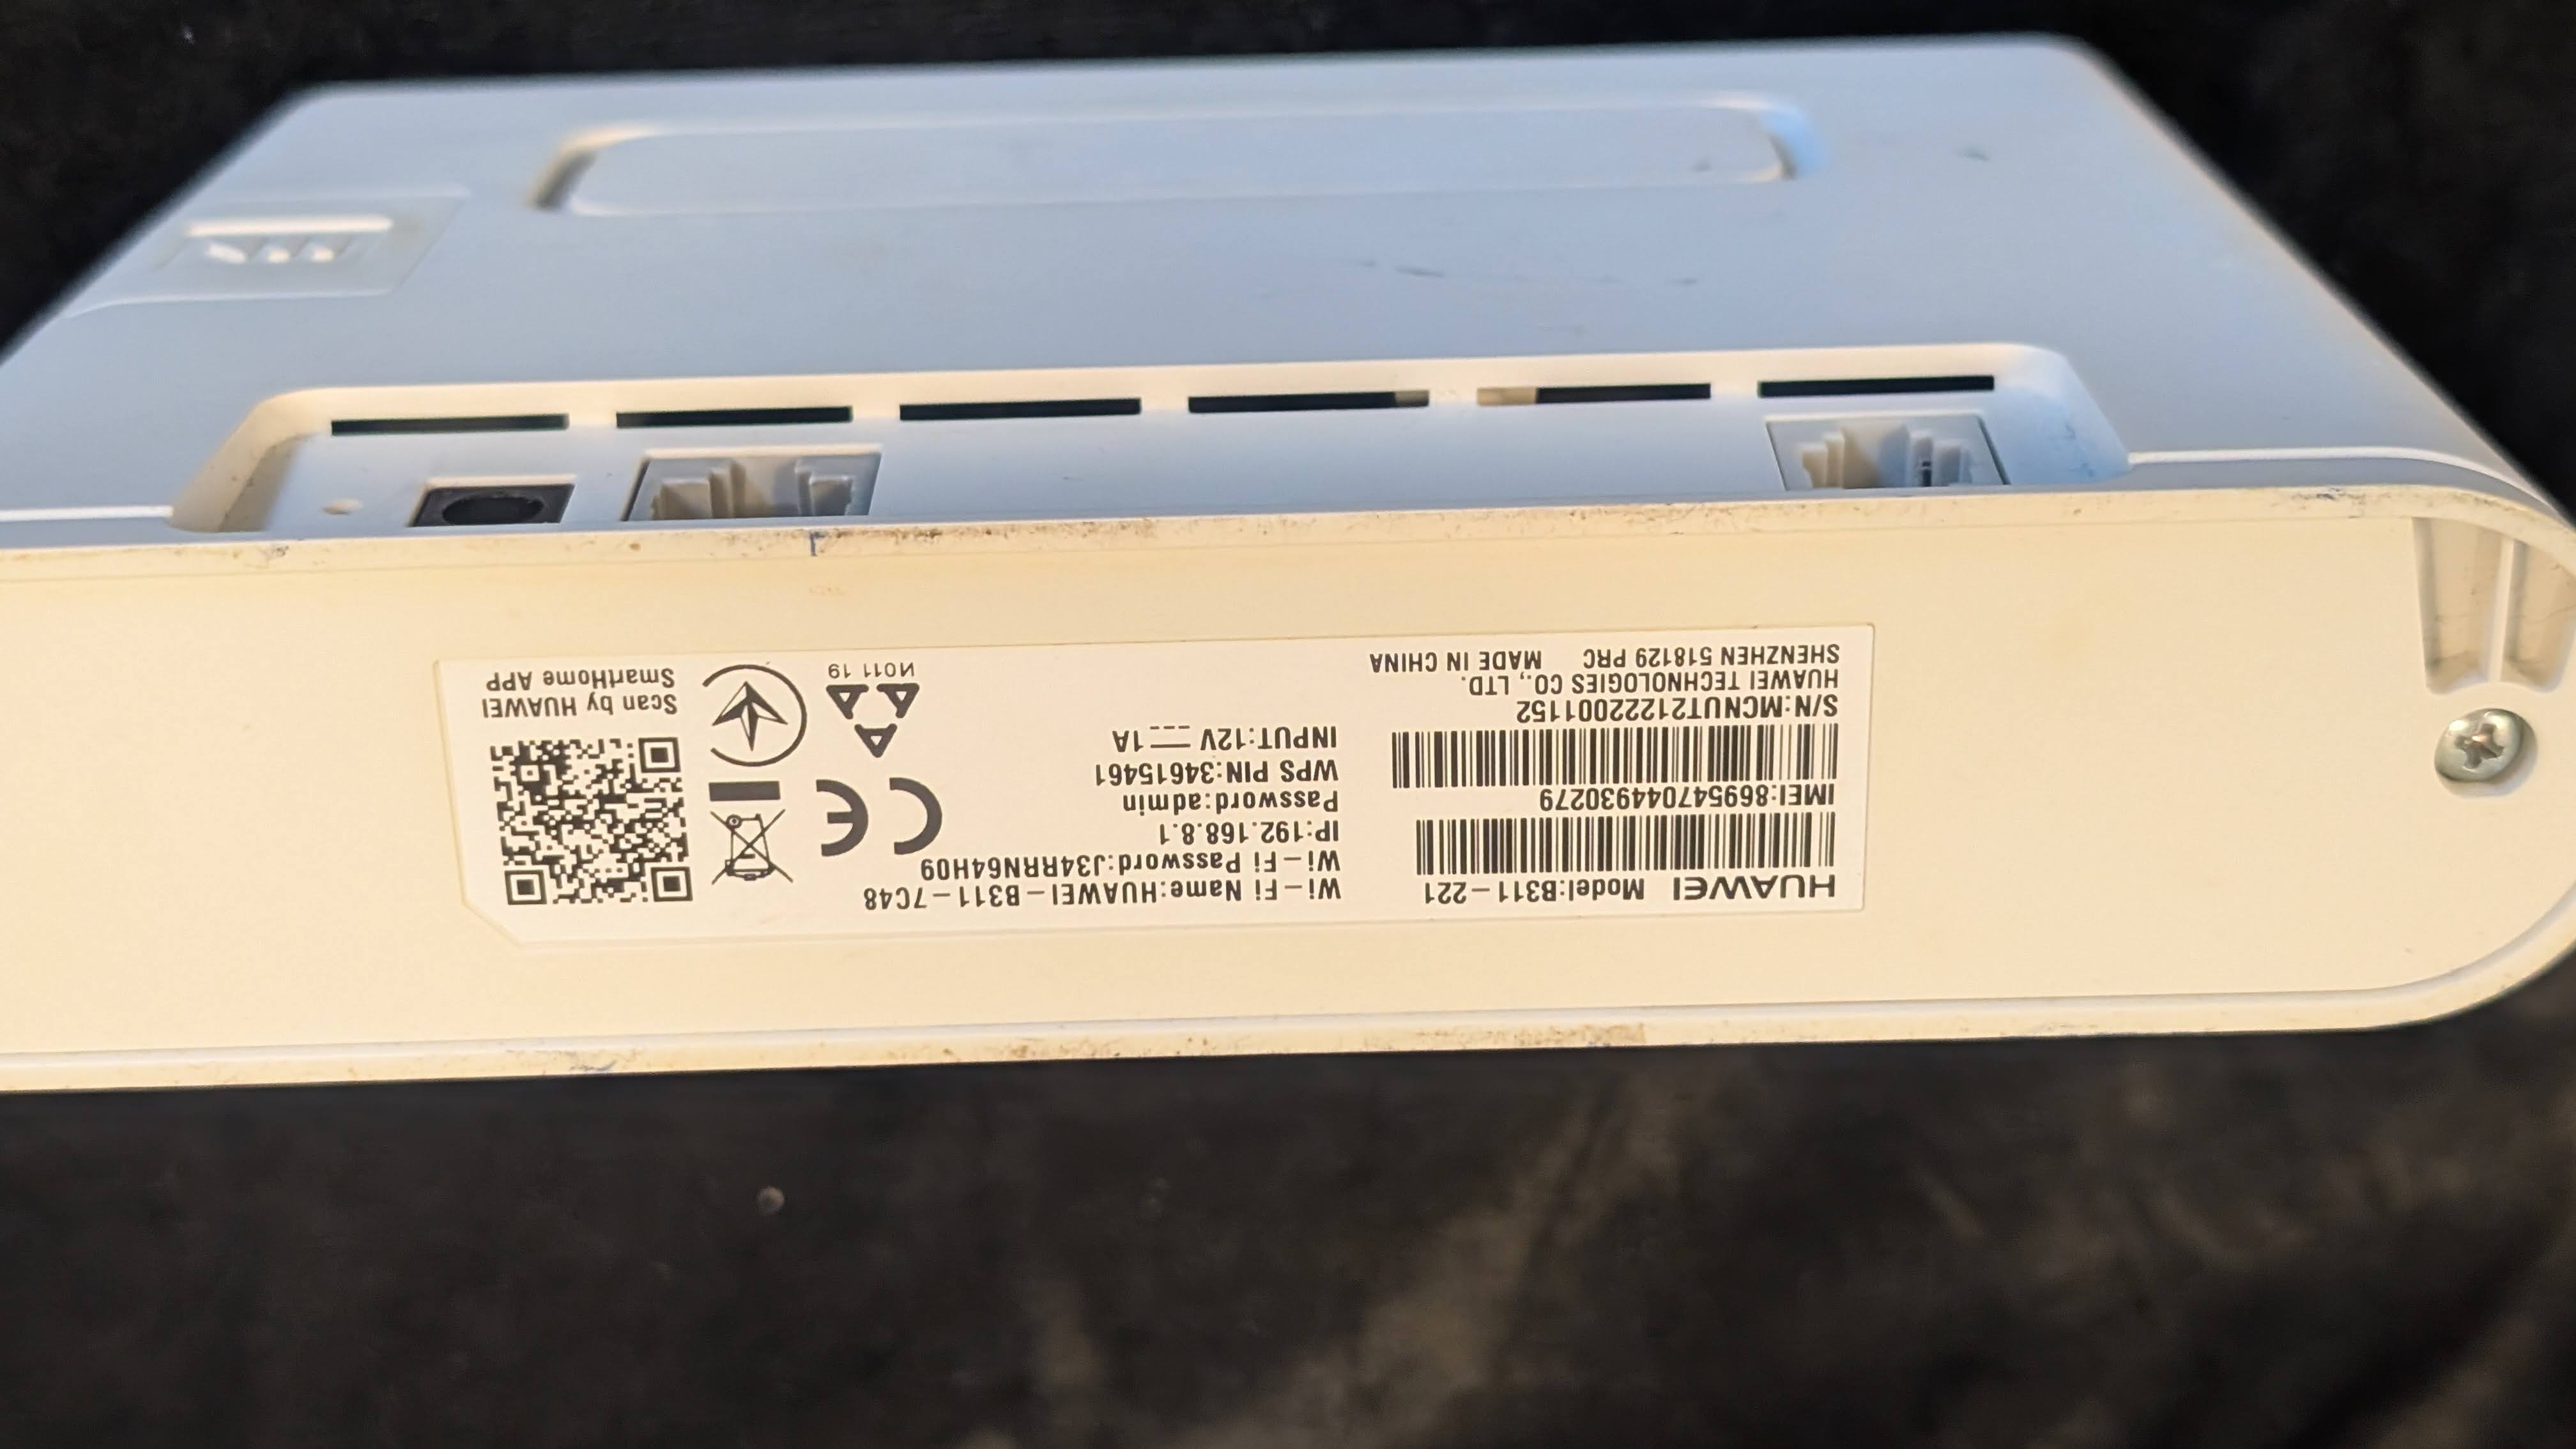 HUAWEI Model:B311-221
IMEI:869547044930279
S/N:MCNUT21222001152
HUAWEI TECHNOLOGIES CO., LTD.
SHENZHEN 518129 PRC MADE IN CHINA
Wi-Fi Name:HUAWEI-B311-7C48
Wi-Fi Password:J34RRN64H09
IP:192.168.8.1
Password:admin
WPS PIN:34615461
INPUT:12V 1A
CE
И011 19
Scan by HUAWEI
SmartHome APP